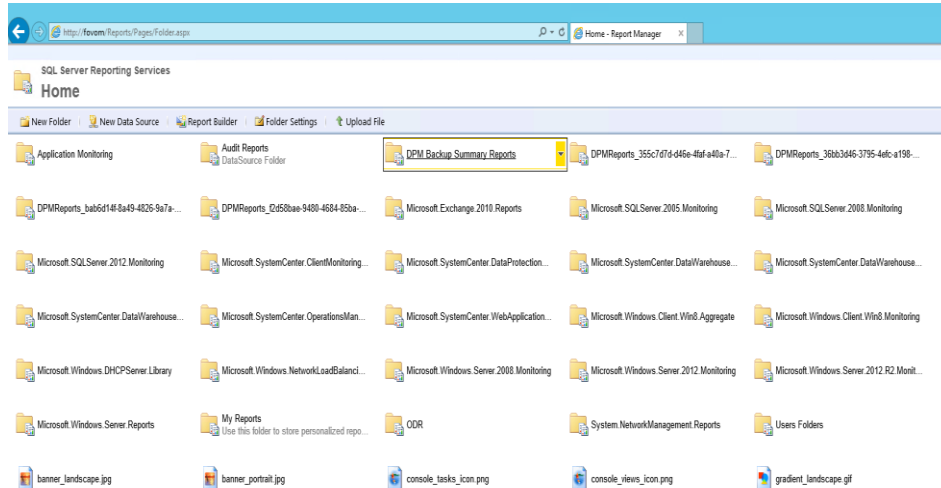 http://fovom/Reports/Pages/Folder.aspx
Home - Report Manager
SQL Server Reporting Services
Home
New Folder
New Data Source
Report Builder
Folder Settings
Upload File
Application Monitoring
Audit Reports
DataSource Folder
DPM Backup Summary Reports
DPMReports_355c7d7d-d46e-4faf-a40a-7...
DPMReports_36bb3d46-3795-4efc-a198-...
DPMReports_bab6d14f-8a49-4826-9a7a-...
DPMReports_f2d58bae-9480-4684-85ba-...
Microsoft.Exchange.2010.Reports
Microsoft.SQLServer.2005.Monitoring
Microsoft.SQLServer.2008.Monitoring
Microsoft.SQLServer.2012.Monitoring
Microsoft.SystemCenter.ClientMonitoring...
Microsoft.SystemCenter.DataProtection...
Microsoft.SystemCenter.DataWarehouse...
Microsoft.SystemCenter.DataWarehouse...
Microsoft.SystemCenter.DataWarehouse...
Microsoft.SystemCenter.OperationsMan...
Microsoft.SystemCenter.WebApplication...
Microsoft.Windows.Client.Win8.Aggregate
Microsoft.Windows.Client.Win8.Monitoring
Microsoft.Windows.DHCPServer.Library
Microsoft.Windows.NetworkLoadBalanci...
Microsoft.Windows.Server.2008.Monitoring
Microsoft.Windows.Server.2012.Monitoring
Microsoft.Windows.Server.2012.R2.Monit...
Microsoft.Windows.Server.Reports
My Reports
Use this folder to store personalized repo...
ODR
System.NetworkManagement.Reports
Users Folders
banner_landscape.jpg
banner_portrait.jpg
console_tasks_icon.png
console_views_icon.png
gradient_landscape.gif